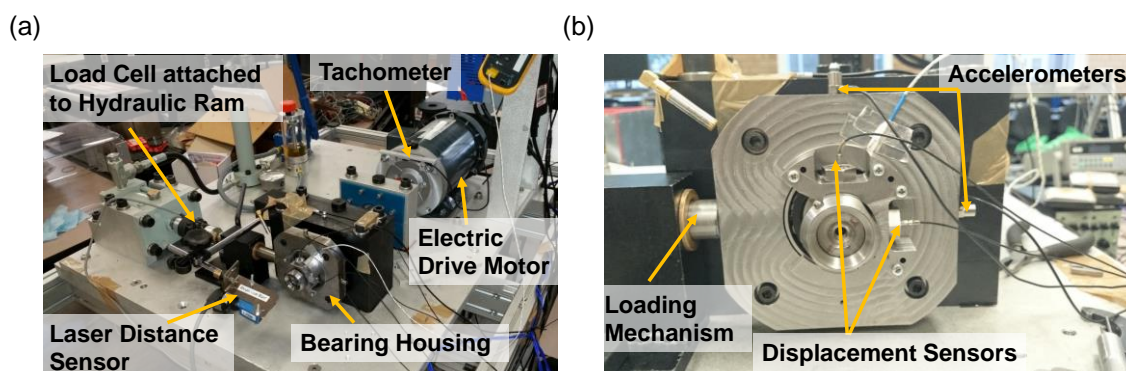 (a)
(b)
Load Cell attached
to Hydraulic Ram
Tachometer
Electric
Drive Motor
Laser Distance
Sensor
Bearing Housing
Accelerometers
Loading
Mechanism
Displacement Sensors